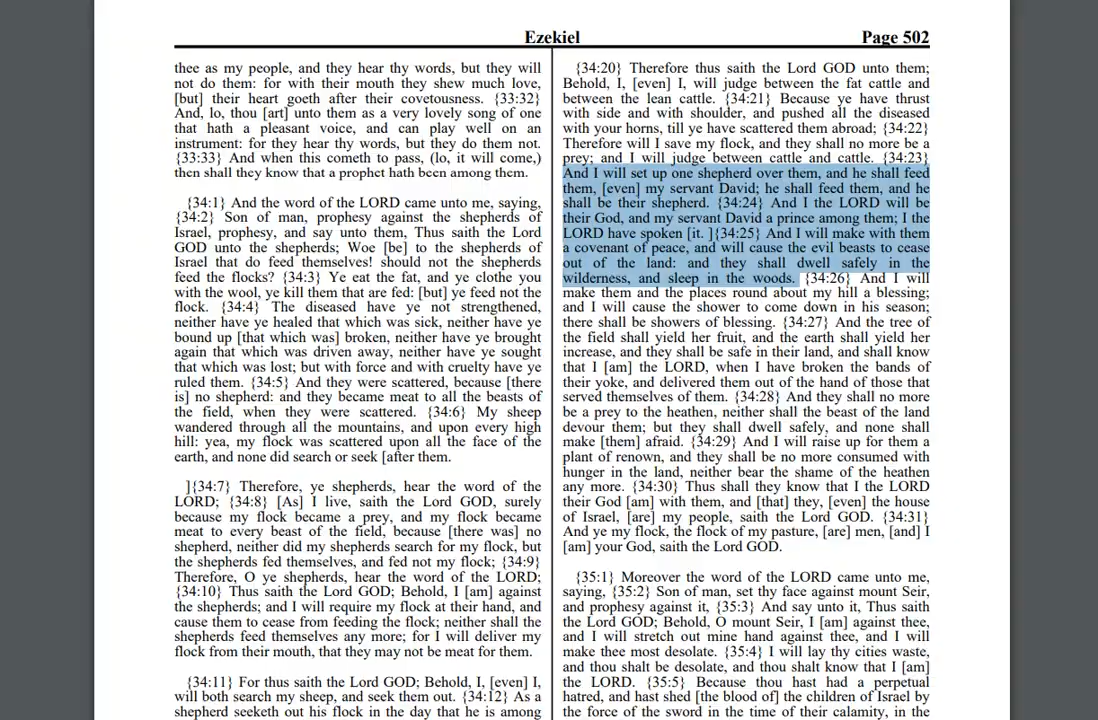 Ezekiel
Page 502
thee as my people, and they hear thy words, but they will
not do them: for with their mouth they shew much love,
[but] their heart goeth after their covetousness. {33:32}
And, lo, thou [art] unto them as a very lovely song of one
that hath a pleasant voice, and can play well on an
instrument: for they hear thy words, but they do them not.
{33:33} And when this cometh to pass, (lo, it will come,)
then shall they know that a prophet hath been among them.
{34:1} And the word of the LORD came unto me, saying,
{34:2} Son of man, prophesy against the shepherds of
Israel, prophesy, and say unto them, Thus saith the Lord
GOD unto the shepherds; Woe [be] to the shepherds of
Israel that do feed themselves! should not the shepherds
feed the flocks? {34:3} Ye eat the fat, and ye clothe you
with the wool, ye kill them that are fed: [but] ye feed not the
flock. {34:4} The diseased have ye not strengthened,
neither have ye healed that which was sick, neither have ye
bound up [that which was] broken, neither have ye brought
again that which was driven away, neither have ye sought
that which was lost; but with force and with cruelty have ye
ruled them. {34:5} And they were scattered, because [there
is] no shepherd: and they became meat to all the beasts of
the field, when they were scattered. {34:6} My sheep
wandered through all the mountains, and upon every high
hill: yea, my flock was scattered upon all the face of the
earth, and none did search or seek [after them.
]{34:7} Therefore, ye shepherds, hear the word of the
LORD; {34:8} [As] I live, saith the Lord GOD, surely
because my flock became a prey, and my flock became
meat to every beast of the field, because [there was] no
shepherd, neither did my shepherds search for my flock, but
the shepherds fed themselves, and fed not my flock; {34:9}
Therefore, O ye shepherds, hear the word of the LORD;
{34:10} Thus saith the Lord GOD; Behold, I [am] against
the shepherds; and I will require my flock at their hand, and
cause them to cease from feeding the flock; neither shall the
shepherds feed themselves any more; for I will deliver my
flock from their mouth, that they may not be meat for them.
{34:11} For thus saith the Lord GOD; Behold, I, [even] I,
will both search my sheep, and seek them out. {34:12} As a
shepherd seeketh out his flock in the day that he is among
{34:20} Therefore thus saith the Lord GOD unto them;
Behold, I, [even] I, will judge between the fat cattle and
between the lean cattle. {34:21} Because ye have thrust
with side and with shoulder, and pushed all the diseased
with your horns, till ye have scattered them abroad; {34:22}
Therefore will I save my flock, and they shall no more be a
prey; and I will judge between cattle and cattle. {34:23}
And I will set up one shepherd over them, and he shall feed
them, [even] my servant David; he shall feed them, and he
shall be their shepherd. {34:24} And I the LORD will be
their God, and my servant David a prince among them; I the
LORD have spoken [it. ]{34:25} And I will make with them
a covenant of peace, and will cause the evil beasts to cease
out of the land: and they shall dwell safely in the
wilderness, and sleep in the woods. {34:26} And I will
make them and the places round about my hill a blessing;
and I will cause the shower to come down in his season;
there shall be showers of blessing. {34:27} And the tree of
the field shall yield her fruit, and the earth shall yield her
increase, and they shall be safe in their land, and shall know
that I [am] the LORD, when I have broken the bands of
their yoke, and delivered them out of the hand of those that
served themselves of them. {34:28} And they shall no more
be a prey to the heathen, neither shall the beast of the land
devour them; but they shall dwell safely, and none shall
make [them] afraid. {34:29} And I will raise up for them a
plant of renown, and they shall be no more consumed with
hunger in the land, neither bear the shame of the heathen
any more. {34:30} Thus shall they know that I the LORD
their God [am] with them, and [that] they, [even] the house
of Israel, [are] my people, saith the Lord GOD. {34:31}
And ye my flock, the flock of my pasture, [are] men, [and] I
[am] your God, saith the Lord GOD.
{35:1} Moreover the word of the LORD came unto me,
saying, {35:2} Son of man, set thy face against mount Seir,
and prophesy against it, {35:3} And say unto it, Thus saith
the Lord GOD; Behold, O mount Seir, I [am] against thee,
and I will stretch out mine hand against thee, and I will
make thee most desolate. {35:4} I will lay thy cities waste,
and thou shalt be desolate, and thou shalt know that I [am]
the LORD. {35:5} Because thou hast had a perpetual
hatred, and hast shed [the blood of] the children of Israel by
the force of the sword in the time of their calamity, in the